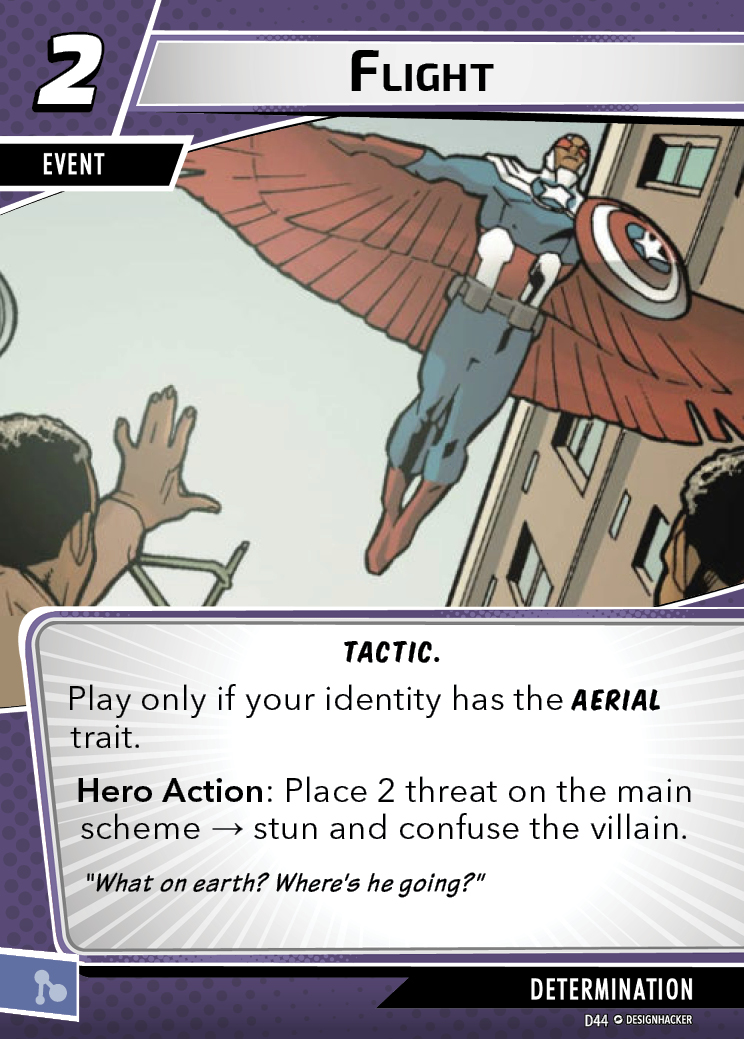 2
FLIGHT
EVENT
TACTIC.
Play only if your identity has the AERIAL
trait.
Hero Action: Place 2 threat on the main
scheme → stun and confuse the villain.
"What on earth? Where's he going?"
DETERMINATION
D44 DESIGNHACKER